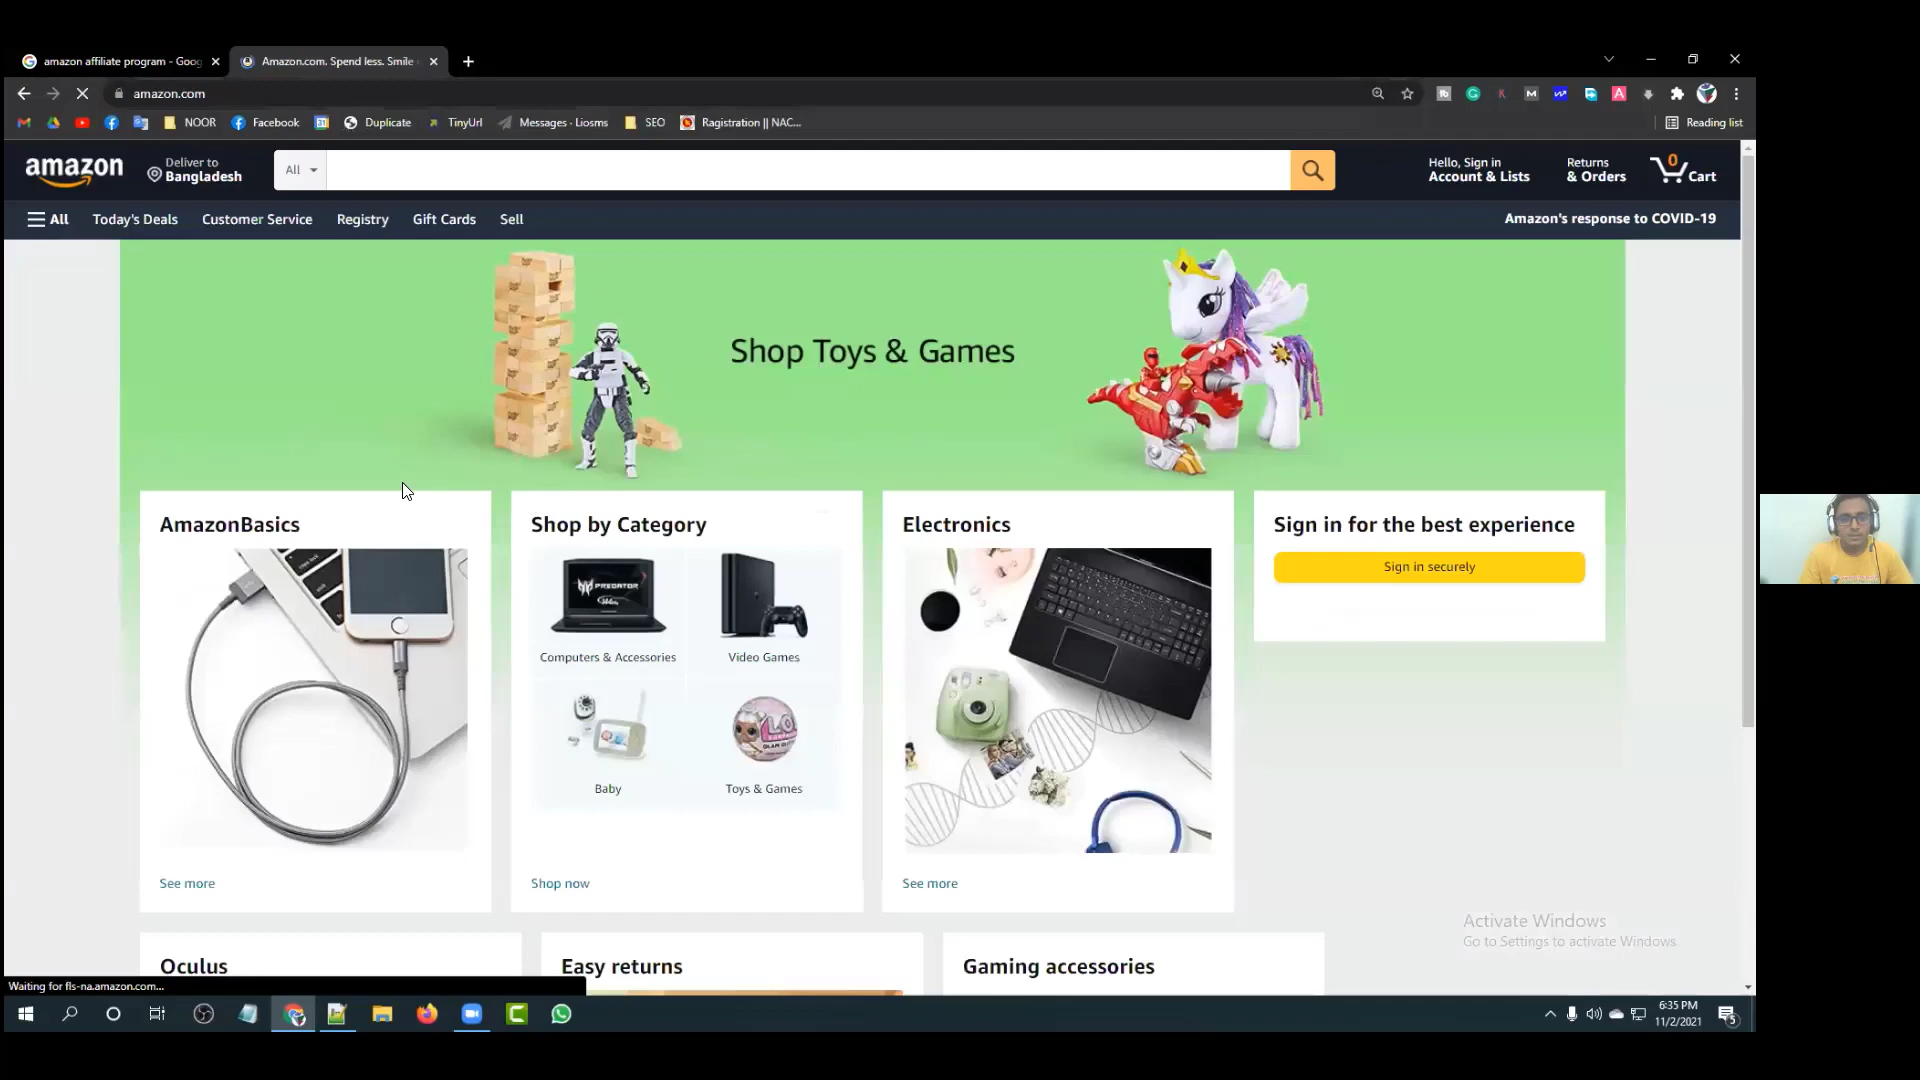 amazon affiliate program - Goog
Amazon.com. Spend less. Smile
amazon.com
NOOR
Facebook
Duplicate
TinyUrl
Messages · Liosms
SEO
Ragistration || NAC...
Reading list
amazon
Deliver to
Bangladesh
All
Hello, Sign in
Account & Lists
Returns
& Orders
0
Cart
All
Today's Deals
Customer Service
Registry
Gift Cards
Sell
Amazon's response to COVID-19
Shop Toys & Games
AmazonBasics
Shop by Category
Electronics
Sign in for the best experience
Sign in securely
PREDATOR
Computers & Accessories
Video Games
L.O.L
Baby
Toys & Games
See more
Shop now
See more
Activate Windows
Go to Settings to activate Windows.
Oculus
Easy returns
Gaming accessories
Waiting for fls-na.amazon.com...
6:35 PM
11/2/2021
5